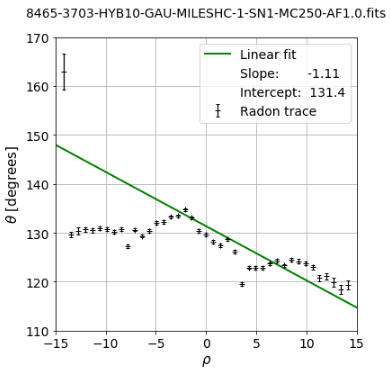 8465-3703-HYB10-GAU-MILESHC-1-SN1-MC250-AF1.0.fits
170
160
150
140
130
120
110
θ [degrees]
Linear fit
Slope: -1.11
Intercept: 131.4
Radon trace
-15 -10 -5 0 5 10 15
ρ